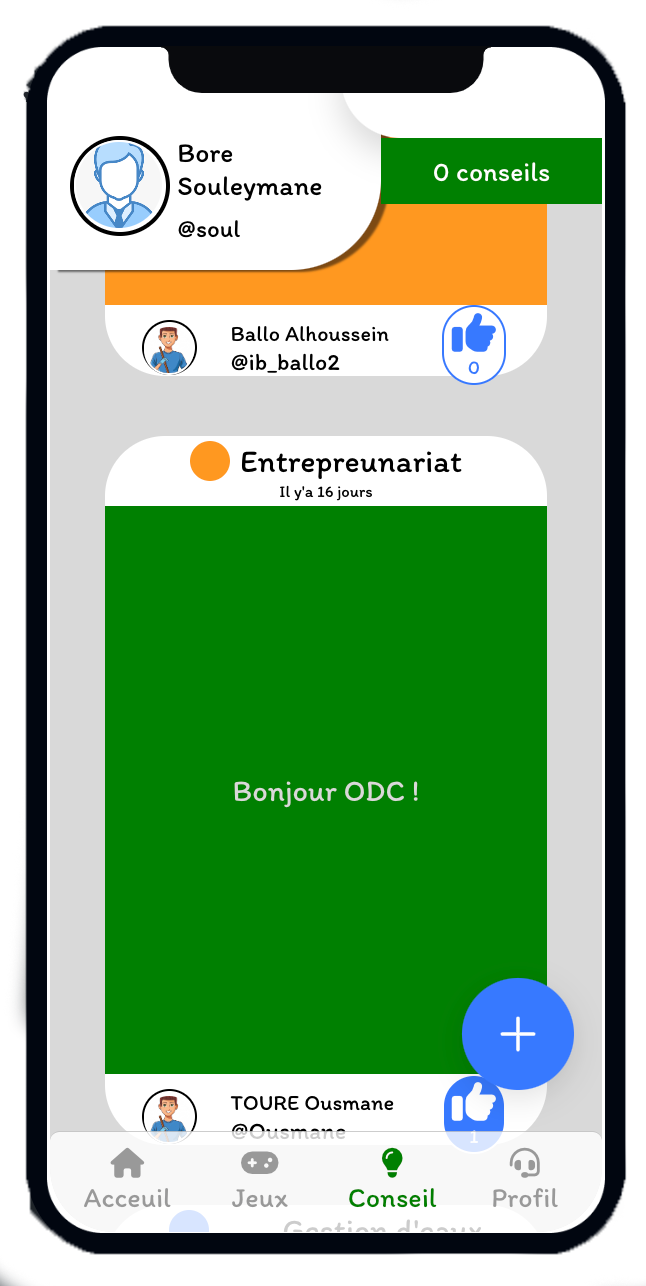 Bore
Souleymane
@soul
0 conseils
Ballo Alhoussein
@ib_ballo2
0
Entrepreunariat
Il y'a 16 jours
Bonjour ODC !
TOURE Ousmane
@Ousmane
1
Acceuil
Jeux
Conseil
Profil
Gestion d'eaux